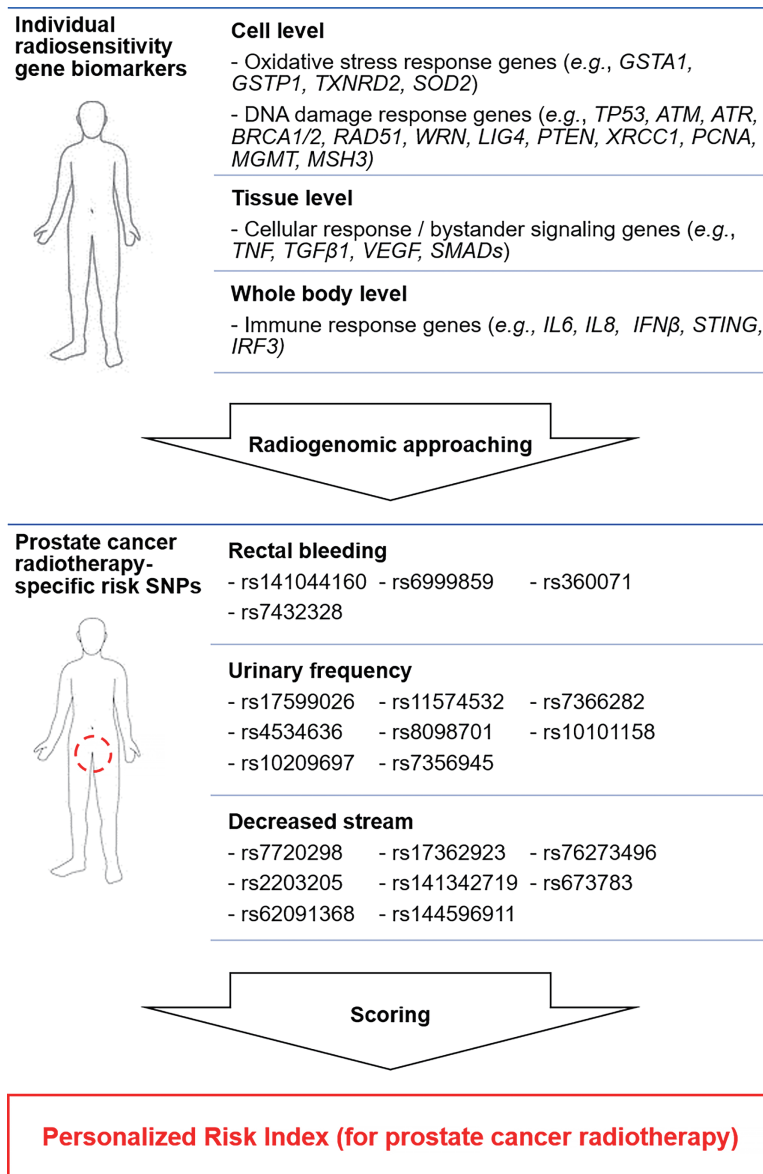 Individual
radiosensitivity
gene biomarkers
Cell level
- Oxidative stress response genes (e.g., GSTA1,
GSTP1, TXNRD2, SOD2)
- DNA damage response genes (e.g., TP53, ATM, ATR,
BRCA1/2, RAD51, WRN, LIG4, PTEN, XRCC1, PCNA,
MGMT, MSH3)
Tissue level
- Cellular response / bystander signaling genes (e.g.,
TNF, TGFβ1, VEGF, SMADs)
Whole body level
- Immune response genes (e.g., IL6, IL8, IFNβ, STING,
IRF3)
Radiogenomic approaching
Prostate cancer
radiotherapy-
specific risk SNPs
Rectal bleeding
- rs141044160 - rs6999859 - rs360071
- rs7432328
Urinary frequency
- rs17599026 - rs11574532 - rs7366282
- rs4534636 - rs8098701 - rs10101158
- rs10209697 - rs7356945
Decreased stream
- rs7720298 - rs17362923 - rs76273496
- rs2203205 - rs141342719 - rs673783
- rs62091368 - rs144596911
Scoring
Personalized Risk Index (for prostate cancer radiotherapy)